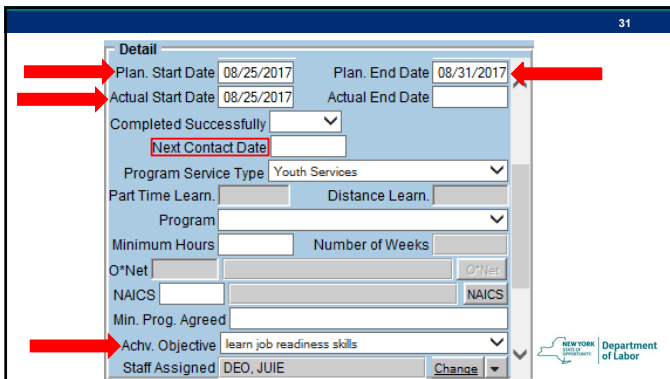 31
Detail
Plan. Start Date 08/25/2017 Plan. End Date 08/31/2017
Actual Start Date 08/25/2017 Actual End Date
Completed Successfully
Next Contact Date
Program Service Type Youth Services
Part Time Learn. Distance Learn.
Program
Minimum Hours Number of Weeks
O*Net O*Net
NAICS NAICS
Min. Prog. Agreed
Achv. Objective learn job readiness skills
Staff Assigned DEO, JUIE Change
NEW YORK
STATE OF
OPPORTUNITY.
Department
of Labor